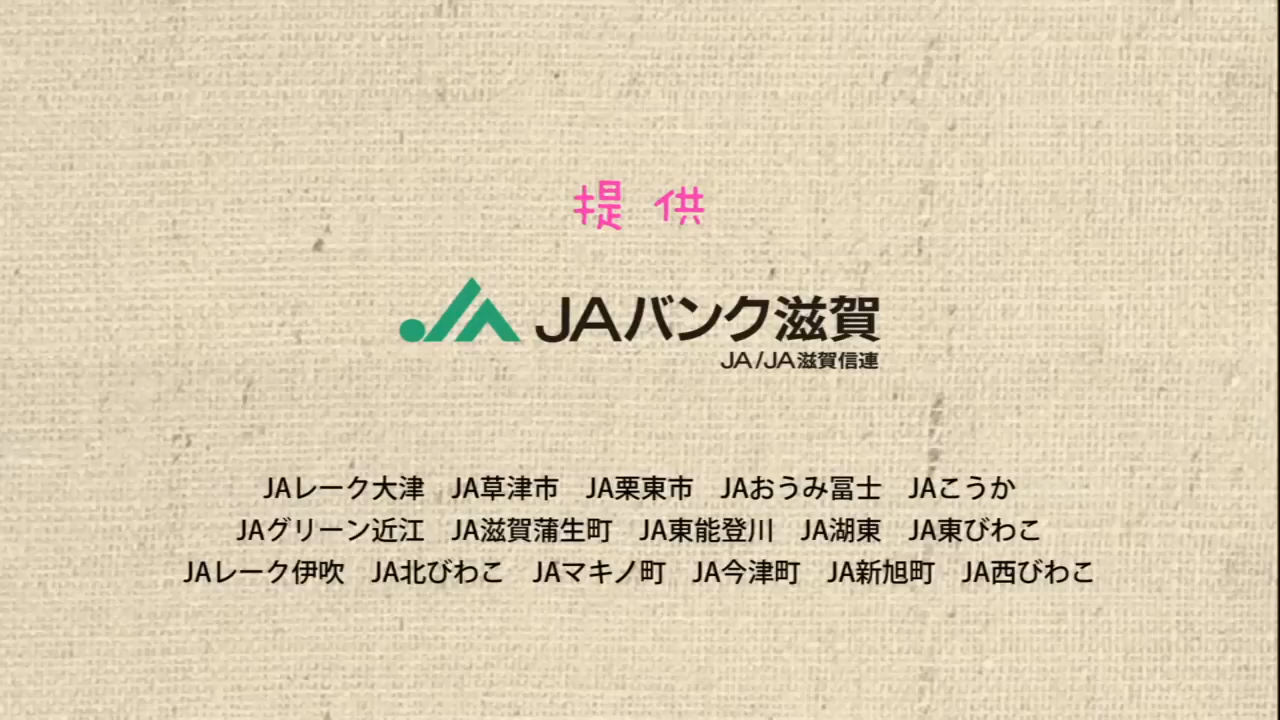 提 供
JAバンク滋賀
JA/JA滋賀信連
JAレーク大津 JA草津市 JA栗東市 JAおうみ冨士 JAこうか
JAグリーン近江 JA滋賀蒲生町 JA東能登川 JA湖東 JA東びわこ
JAレーク伊吹 JA北びわこ JAマキノ町 JA今津町 JA新旭町 JA西びわこ